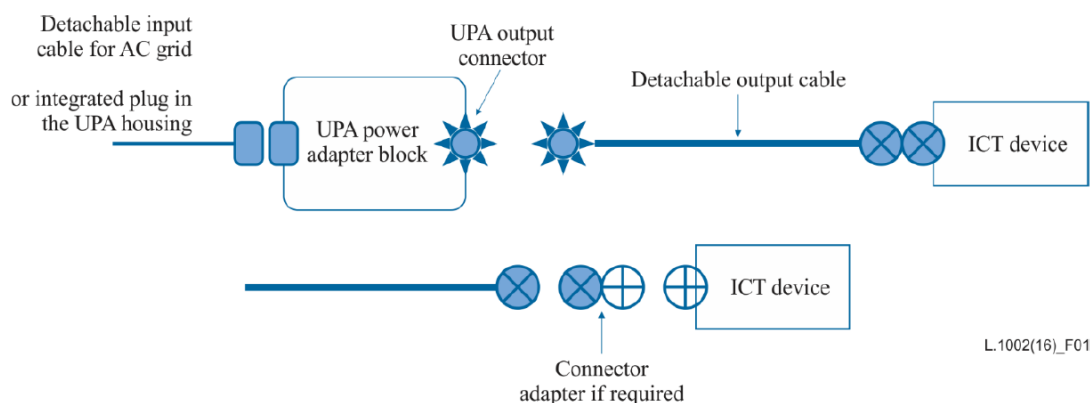 Detachable input
cable for AC grid
or integrated plug in
the UPA housing
UPA output
connector
UPA power
adapter block
Detachable output cable
ICT device
ICT device
Connector
adapter if required
L.1002(16)_F01